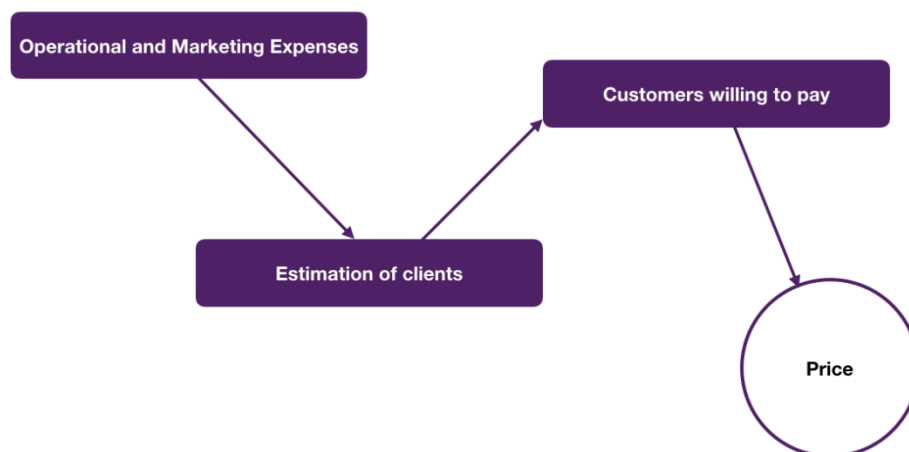 Operational and Marketing Expenses
Customers willing to pay
Estimation of clients
Price